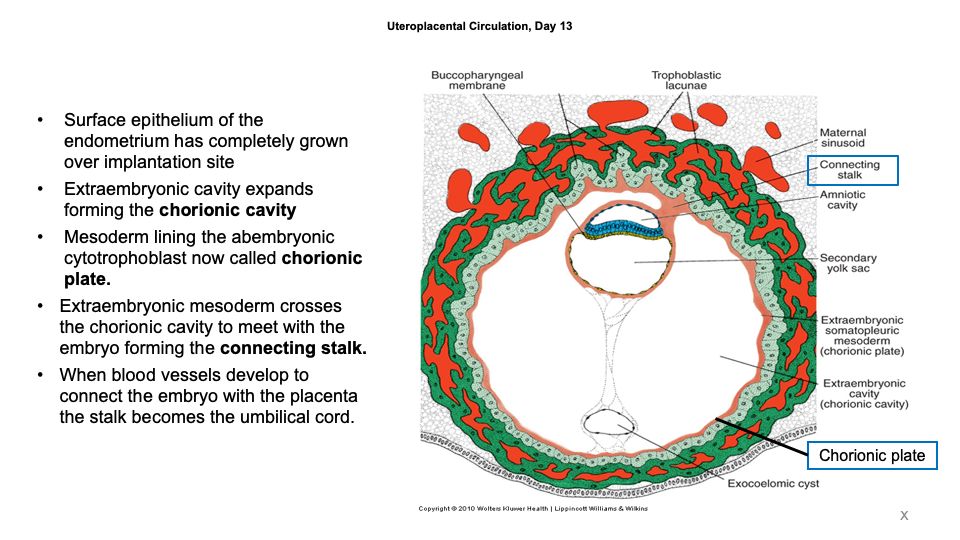 Uteroplacental Circulation, Day 13
• Surface epithelium of the
endometrium has completely grown
over implantation site
• Extraembryonic cavity expands
forming the chorionic cavity
• Mesoderm lining the abembryonic
cytotrophoblast now called chorionic
plate.
• Extraembryonic mesoderm crosses
the chorionic cavity to meet with the
embryo forming the connecting stalk.
• When blood vessels develop to
connect the embryo with the placenta
the stalk becomes the umbilical cord.
Buccopharyngeal
membrane
Trophoblastic
lacunae
Maternal
sinusoid
Connecting
stalk
Amniotic
cavity
Secondary
yolk sac
Extraembryonic
somatopleuric
mesoderm
(chorionic plate)
Extraembryonic
cavity
(chorionic cavity)
Chorionic plate
Exocoelomic cyst
Copyright © 2010 Wolters Kluwer Health | Lippincott Williams & Wilkins
X